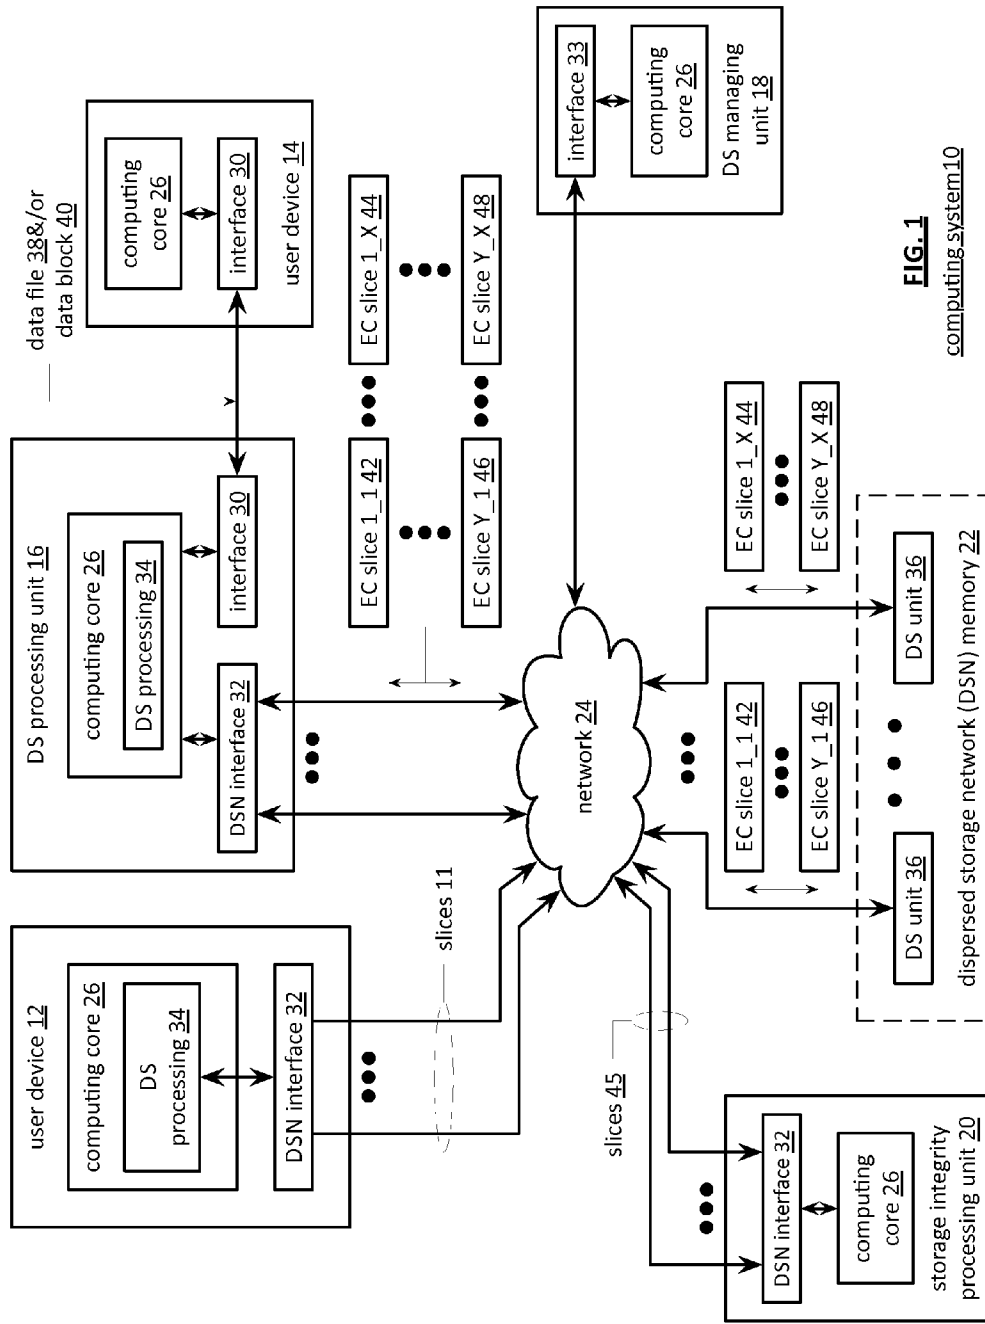 user device 12
computing core 26
DS
processing 34
DSN interface 32
slices 11
DS processing unit 16
computing core 26
DS processing 34
DSN interface 32
interface 30
data file 38&/or
data block 40
computing
core 26
interface 30
user device 14
EC slice 1_1 42
EC slice 1_X 44
EC slice Y_1 46
EC slice Y_X 48
network 24
interface 33
computing
core 26
DS managing
unit 18
slices 45
DSN interface 32
computing
core 26
storage integrity
processing unit 20
EC slice 1_1 42
EC slice Y_1 46
EC slice 1_X 44
EC slice Y_X 48
DS unit 36
DS unit 36
dispersed storage network (DSN) memory 22
FIG. 1
computing system10